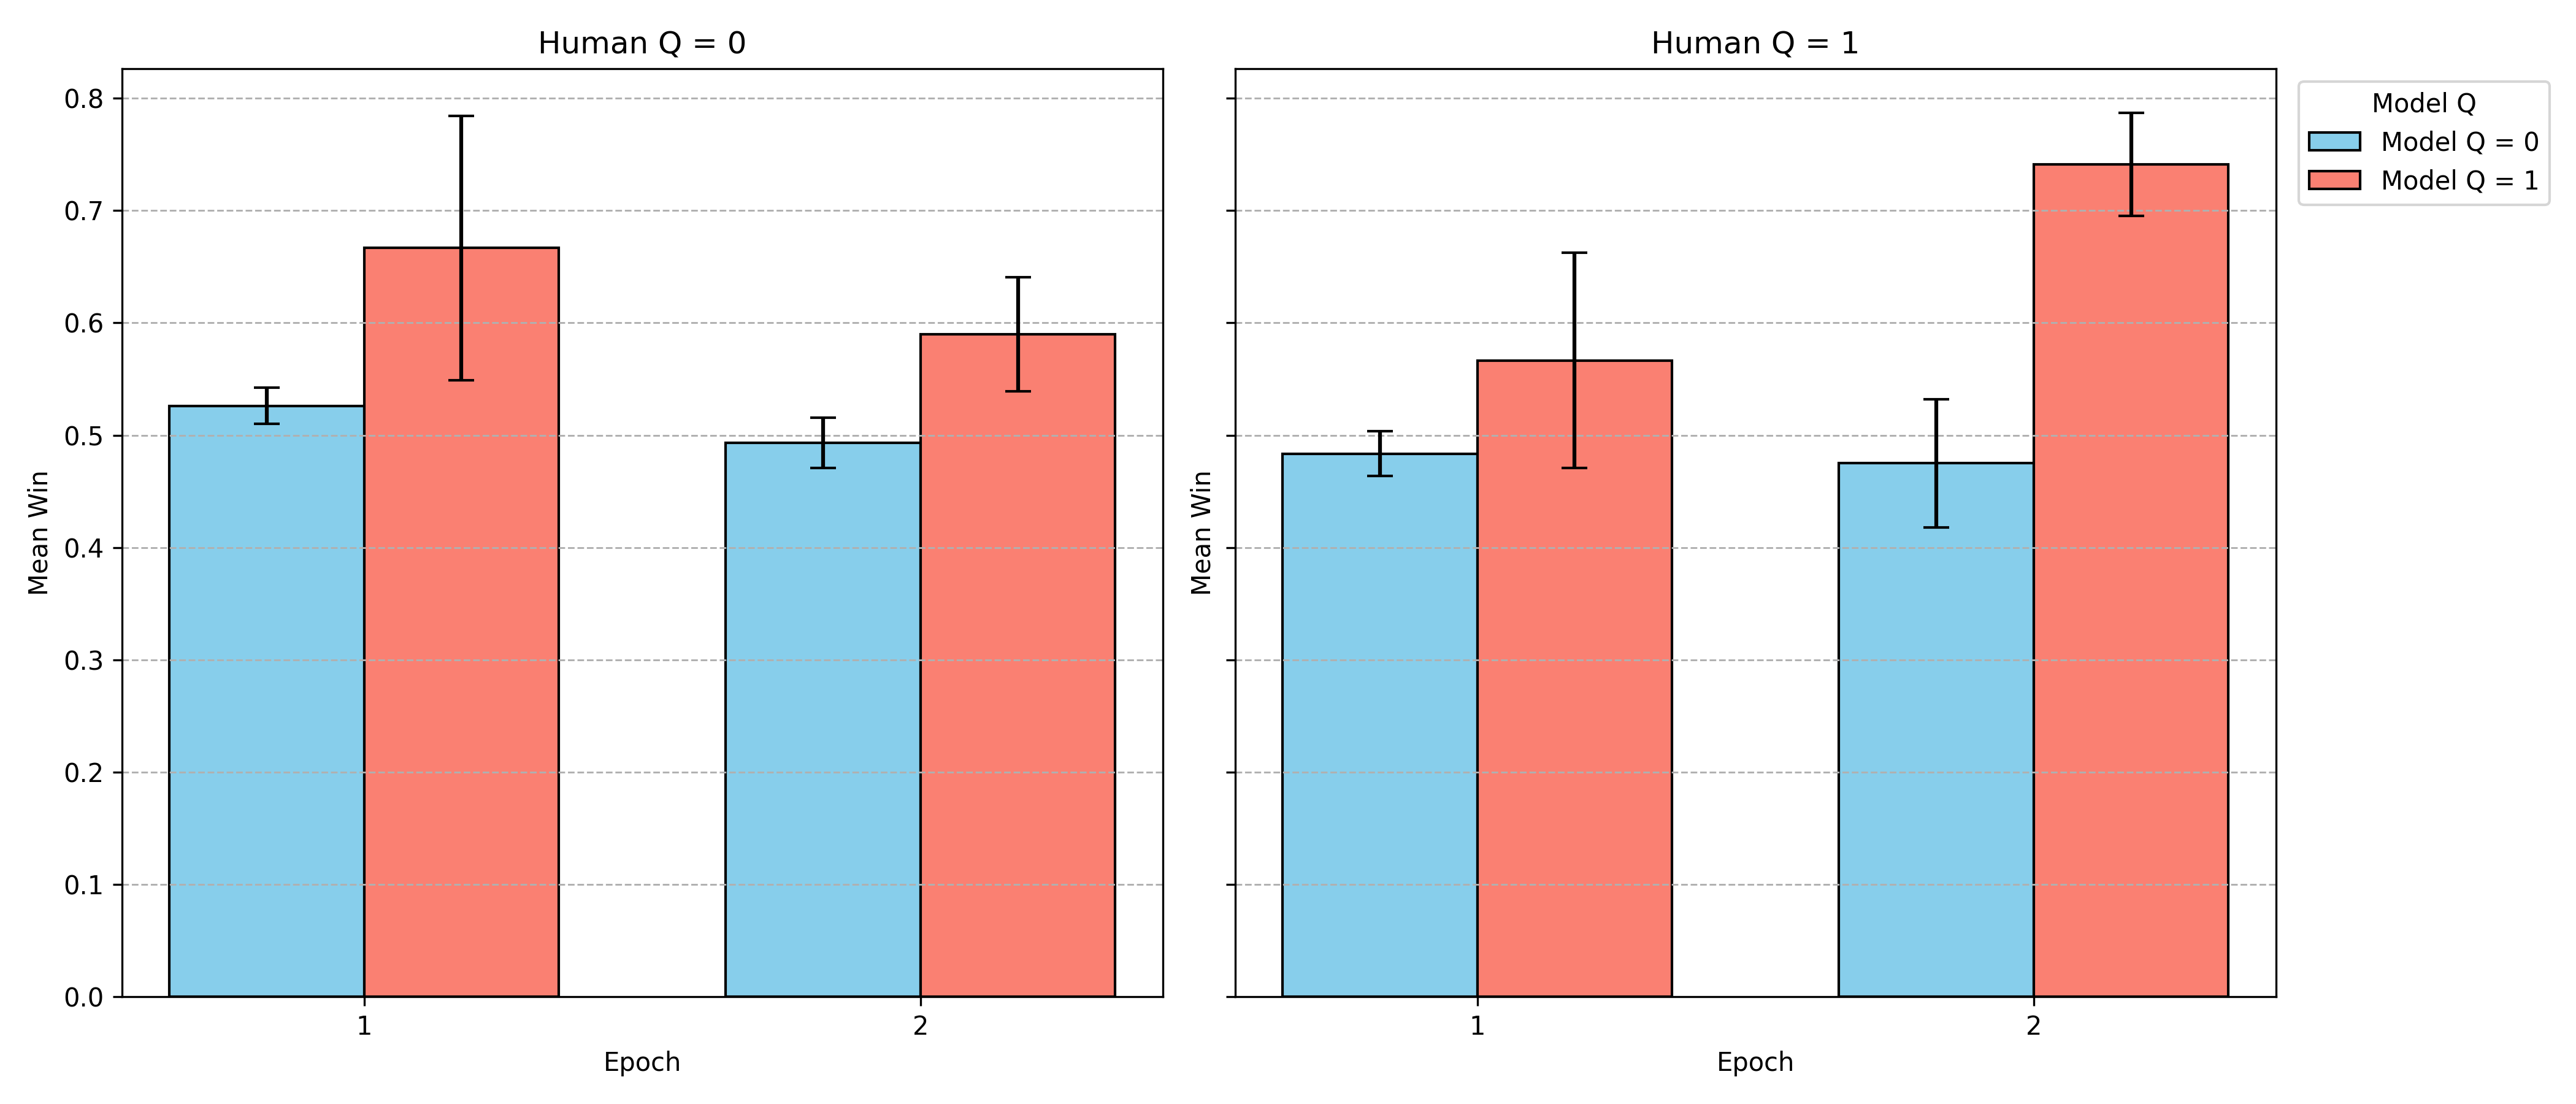 Human Q = 0
Mean Win
0.8
0.7
0.6
0.5
0.4
0.3
0.2
0.1
0.0
1
2
Epoch
Human Q = 1
Mean Win
1
2
Epoch
Model Q
Model Q = 0
Model Q = 1